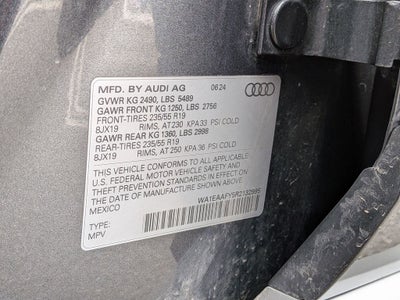 MFD. BY AUDI AG 06/24
GVWR KG 2490, LBS 5489
GAWR FRONT KG 1250, LBS 2756
FRONT-TIRES 235/55 R19
8JX19 RIMS, AT 230 KPA 33 PSI COLD
GAWR REAR KG 1360, LBS 2998
REAR-TIRES 235/55 R19
8JX19 RIMS, AT 250 KPA 36 PSI COLD
THIS VEHICLE CONFORMS TO ALL APPLICABLE
U.S. FEDERAL MOTOR VEHICLE SAFETY AND
THEFT PREVENTION STANDARDS IN EFFECT ON
THE DATE OF MANUFACTURE SHOWN ABOVE
MEXICO
WA1EAAFY5R2132995
TYPE:
MPV